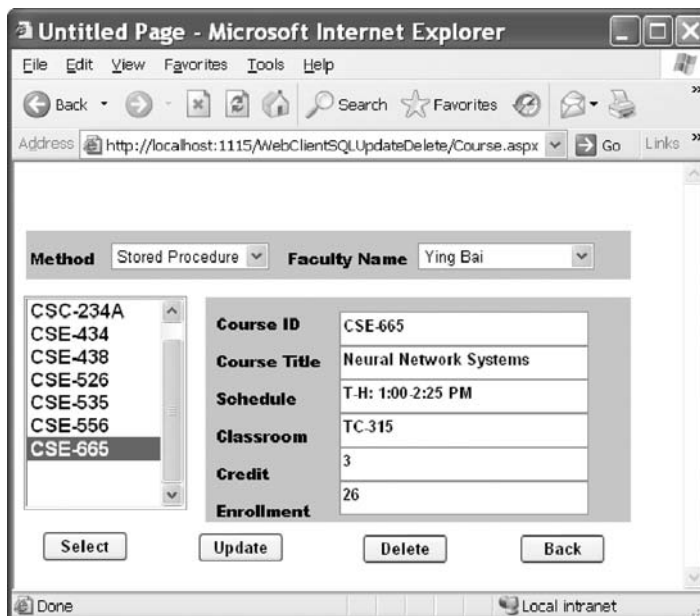 Untitled Page - Microsoft Internet Explorer
File Edit View Favorites Tools Help
Back Search Favorites »
Address http://localhost:1115/WebClientSQLUpdateDelete/Course.aspx Go Links »
Method Stored Procedure Faculty Name Ying Bai
CSC-234A
CSE-434
CSE-438
CSE-526
CSE-535
CSE-556
CSE-665
Course ID CSE-665
Course Title Neural Network Systems
Schedule T-H: 1:00-2:25 PM
Classroom TC-315
Credit 3
Enrollment 26
Select Update Delete Back
Done Local intranet